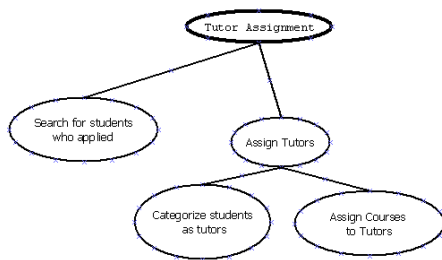 Tutor Assignment
Search for students
who applied
Assign Tutors
Categorize students
as tutors
Assign Courses
to Tutors